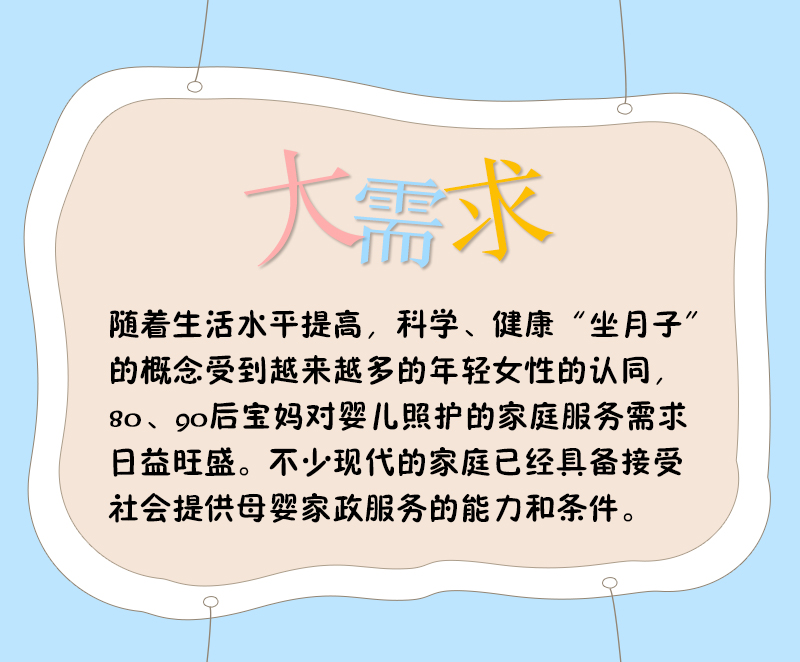 大需求
随着生活水平提高，科学、健康“坐月子”
的概念受到越来越多的年轻女性的认同，
80、90后宝妈对婴儿照护的家庭服务需求
日益旺盛。不少现代的家庭已经具备接受
社会提供母婴家政服务的能力和条件。